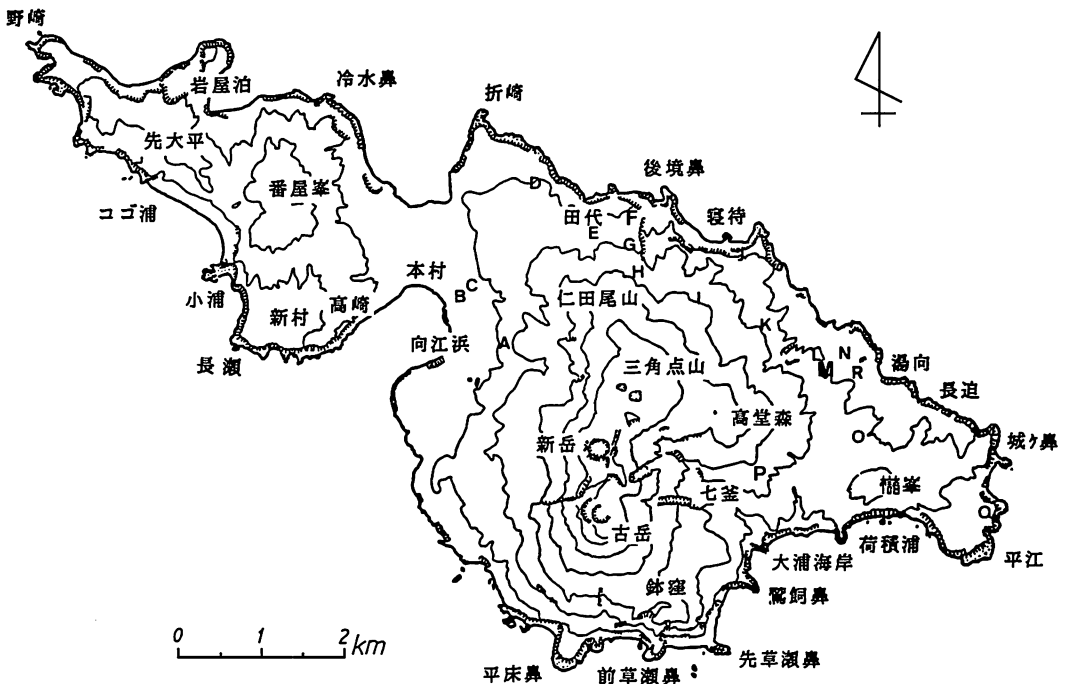 野崎
岩屋泊
冷水鼻
折崎
先大平
後境鼻
番屋峯
D
田代 F
寝待
コゴ浦
E
G
J
本村
H
小浦
B C
仁田尾山 I
新村 高崎
K
向江浜
A
L N
長瀬
三角点山
M R
湯向
長迫
高堂森
新岳
O
城ケ鼻
P
七釜
橲峯
古岳
Q
荷積浦
大浦海岸
平江
鉢窪
鷲飼鼻
0 1 2 km
平床鼻
前草瀬鼻
先草瀬鼻